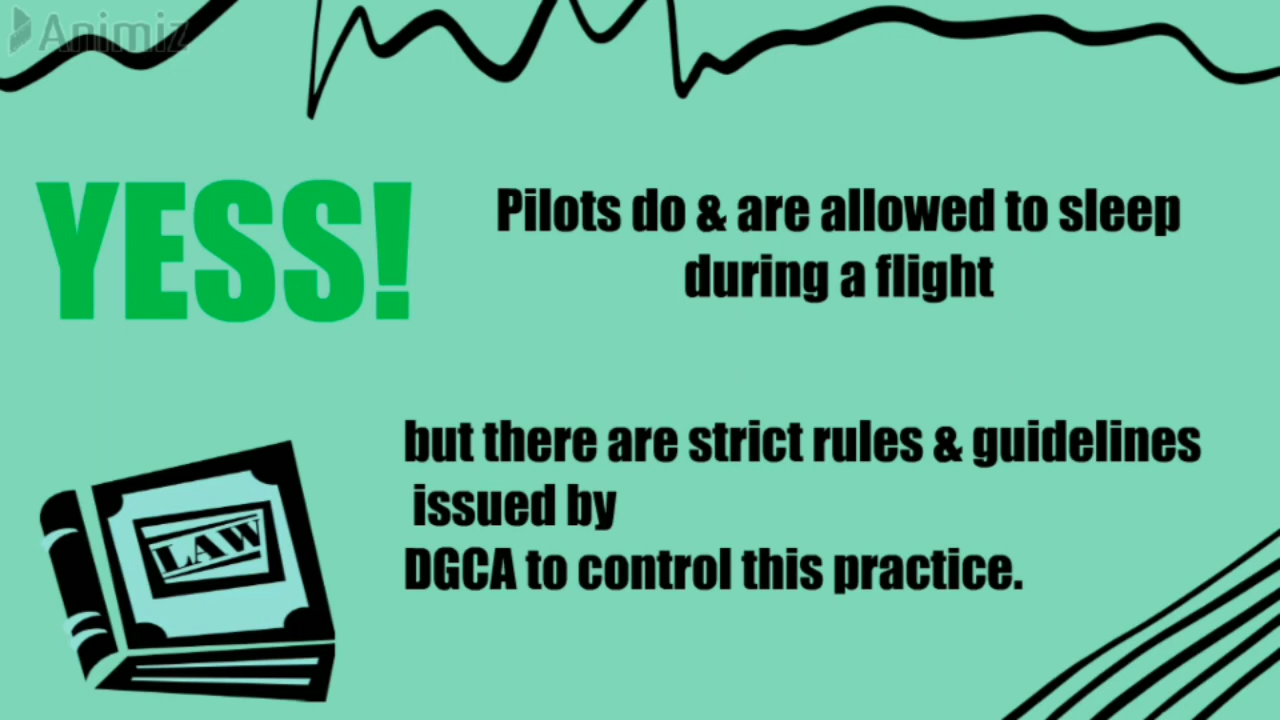 Animiz
YESS!
Pilots do & are allowed to sleep
during a flight
but there are strict rules & guidelines
issued by
DGCA to control this practice.
LAW